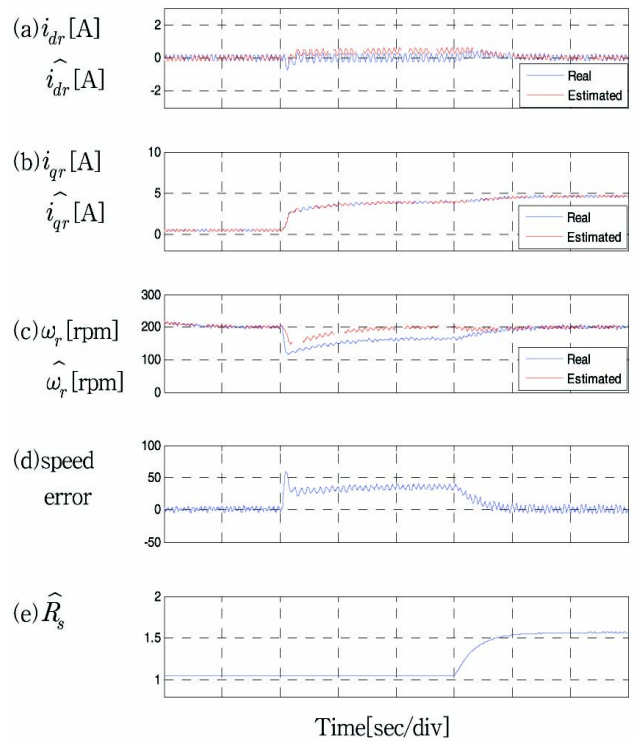 (a) i_dr [A]
î_dr [A]
2
0
-2
Real
Estimated
(b) i_qr [A]
î_qr [A]
10
5
0
Real
Estimated
(c) ω_r [rpm]
ω̂_r [rpm]
300
200
100
0
Real
Estimated
(d) speed
error
100
50
0
-50
(e) R̂_s
2
1.5
1
Time[sec/div]